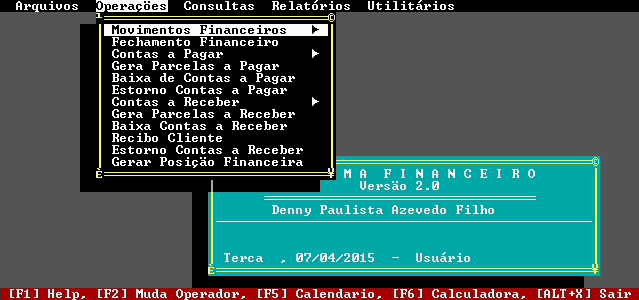 Arquivos Operações Consultas Relatórios Utilitários
Movimentos Financeiros
Fechamento Financeiro
Contas a Pagar
Gera Parcelas a Pagar
Baixa de Contas a Pagar
Estorno Contas a Pagar
Contas a Receber
Gera Parcelas a Receber
Baixa Contas a Receber
Recibo Cliente
Estorno Contas a Receber
Gerar Posição Financeira
MA FINANCEIRO
Versão 2.0
Denny Paulista Azevedo Filho
Terca , 07/04/2015 - Usuário
[F1] Help, [F2] Muda Operador, [F5] Calendario, [F6] Calculadora, [ALT+X] Sair